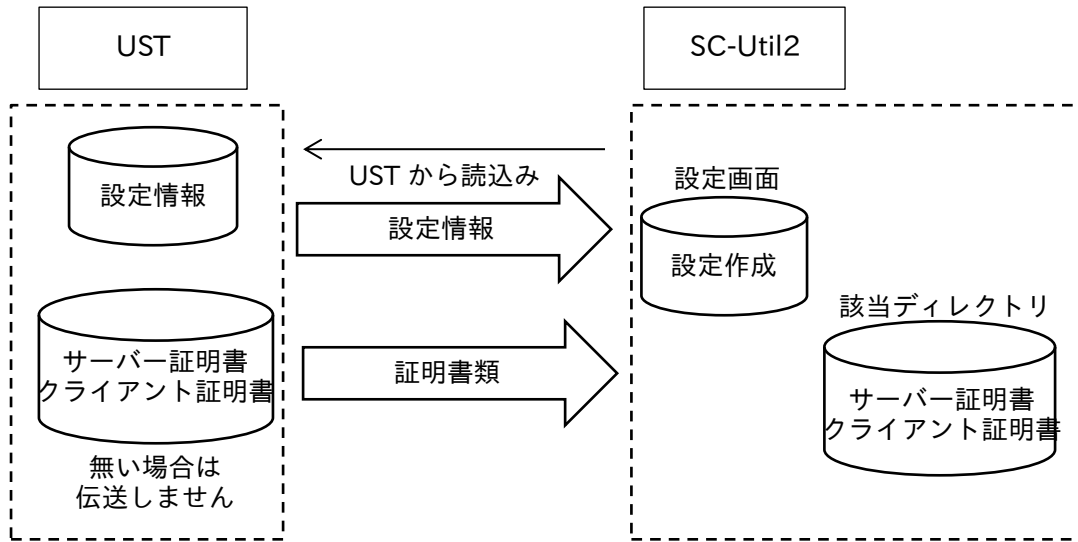 UST
SC-Util2
設定情報
UST から読込み
設定情報
設定画面
設定作成
サーバー証明書
クライアント証明書
無い場合は
伝送しません
証明書類
該当ディレクトリ
サーバー証明書
クライアント証明書